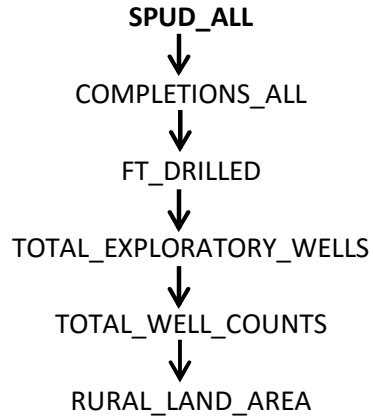 SPUD_ALL
COMPLETIONS_ALL
FT_DRILLED
TOTAL_EXPLORATORY_WELLS
TOTAL_WELL_COUNTS
RURAL_LAND_AREA